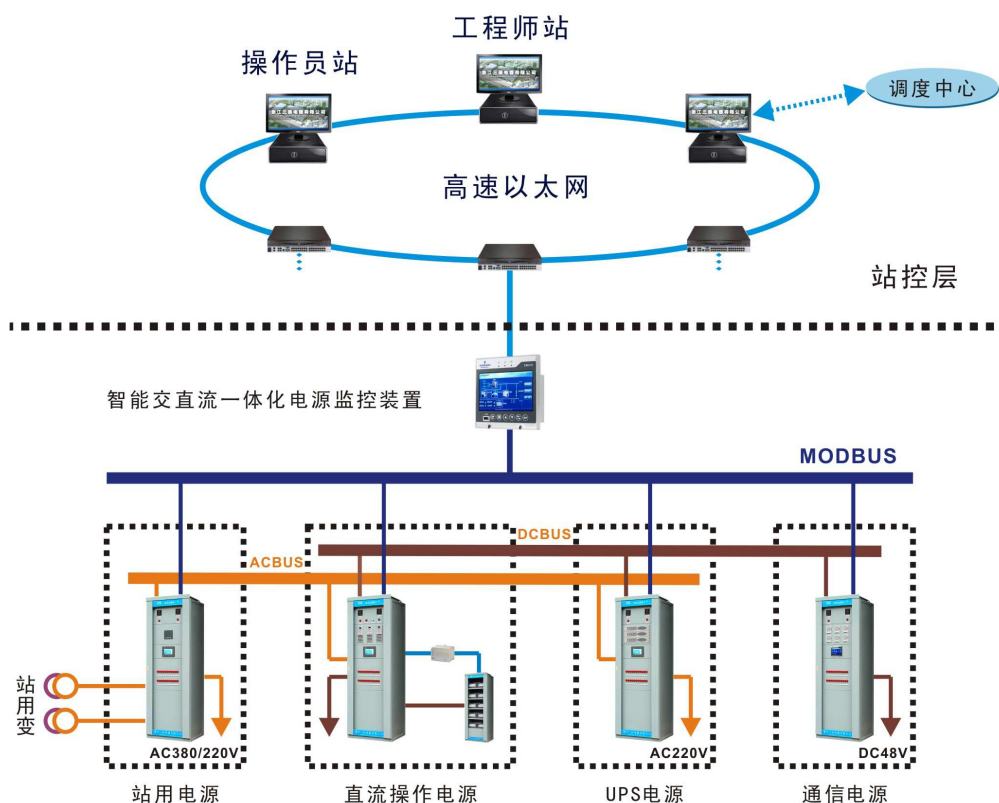 工程师站
操作员站
调度中心
高速以太网
站控层
智能交直流一体化电源监控装置
MODBUS
DCBUS
ACBUS
站用变
AC380/220V
AC220V
DC48V
站用电源
直流操作电源
UPS电源
通信电源